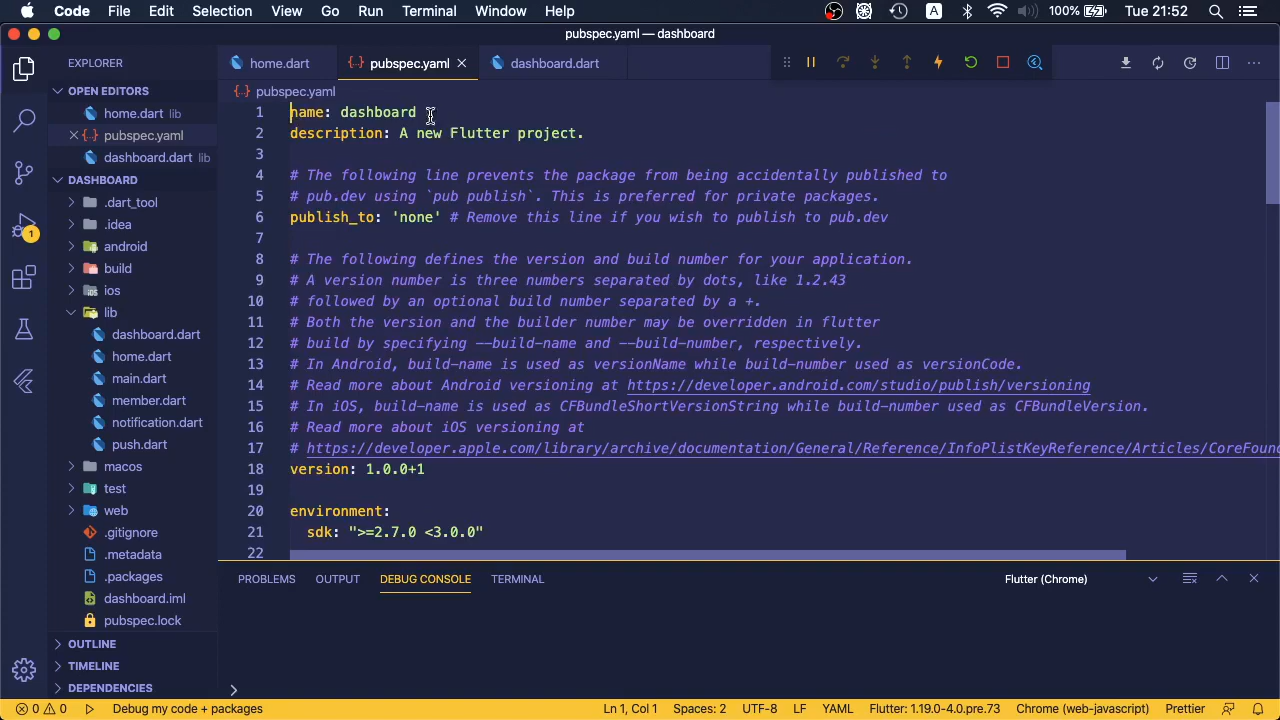 Code File Edit Selection View Go Run Terminal Window Help
A 100% Tue 21:52
pubspec.yaml — dashboard
EXPLORER
home.dart
pubspec.yaml
dashboard.dart
OPEN EDITORS
home.dart lib
pubspec.yaml
dashboard.dart lib
DASHBOARD
.dart_tool
.idea
android
build
ios
lib
dashboard.dart
home.dart
main.dart
member.dart
notification.dart
push.dart
macos
test
web
.gitignore
.metadata
.packages
dashboard.iml
pubspec.lock
OUTLINE
TIMELINE
DEPENDENCIES
1
pubspec.yaml
1 name: dashboard
2 description: A new Flutter project.
3
4 # The following line prevents the package from being accidentally published to
5 # pub.dev using `pub publish`. This is preferred for private packages.
6 publish_to: 'none' # Remove this line if you wish to publish to pub.dev
7
8 # The following defines the version and build number for your application.
9 # A version number is three numbers separated by dots, like 1.2.43
10 # followed by an optional build number separated by a +.
11 # Both the version and the builder number may be overridden in flutter
12 # build by specifying --build-name and --build-number, respectively.
13 # In Android, build-name is used as versionName while build-number used as versionCode.
14 # Read more about Android versioning at https://developer.android.com/studio/publish/versioning
15 # In iOS, build-name is used as CFBundleShortVersionString while build-number used as CFBundleVersion.
16 # Read more about iOS versioning at
17 # https://developer.apple.com/library/archive/documentation/General/Reference/InfoPlistKeyReference/Articles/CoreFound
18 version: 1.0.0+1
19
20 environment:
21 sdk: ">=2.7.0 <3.0.0"
22
PROBLEMS OUTPUT DEBUG CONSOLE TERMINAL
Flutter (Chrome)
0 0 Debug my code + packages
Ln 1, Col 1 Spaces: 2 UTF-8 LF YAML Flutter: 1.19.0-4.0.pre.73 Chrome (web-javascript) Prettier